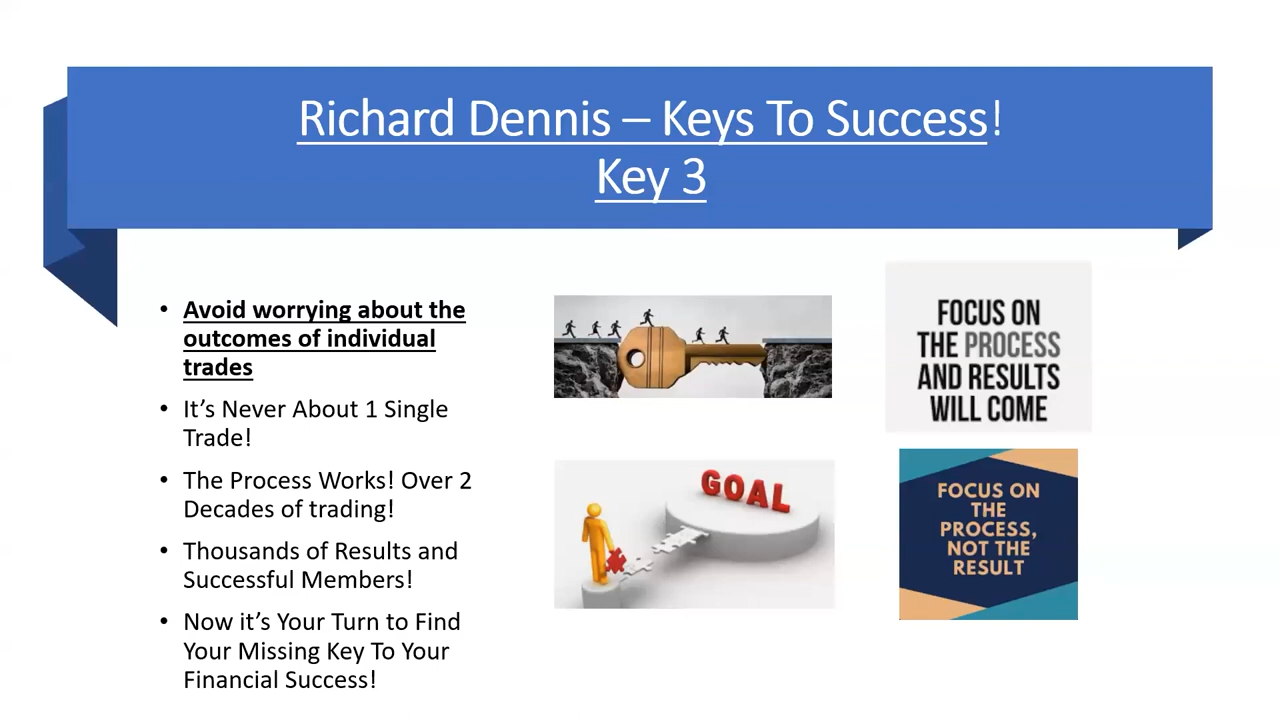 Richard Dennis – Keys To Success!
Key 3
• Avoid worrying about the
outcomes of individual
trades
• It’s Never About 1 Single
Trade!
• The Process Works! Over 2
Decades of trading!
• Thousands of Results and
Successful Members!
• Now it’s Your Turn to Find
Your Missing Key To Your
Financial Success!
FOCUS ON
THE PROCESS
AND RESULTS
WILL COME
GOAL
FOCUS ON
THE
PROCESS,
NOT THE
RESULT